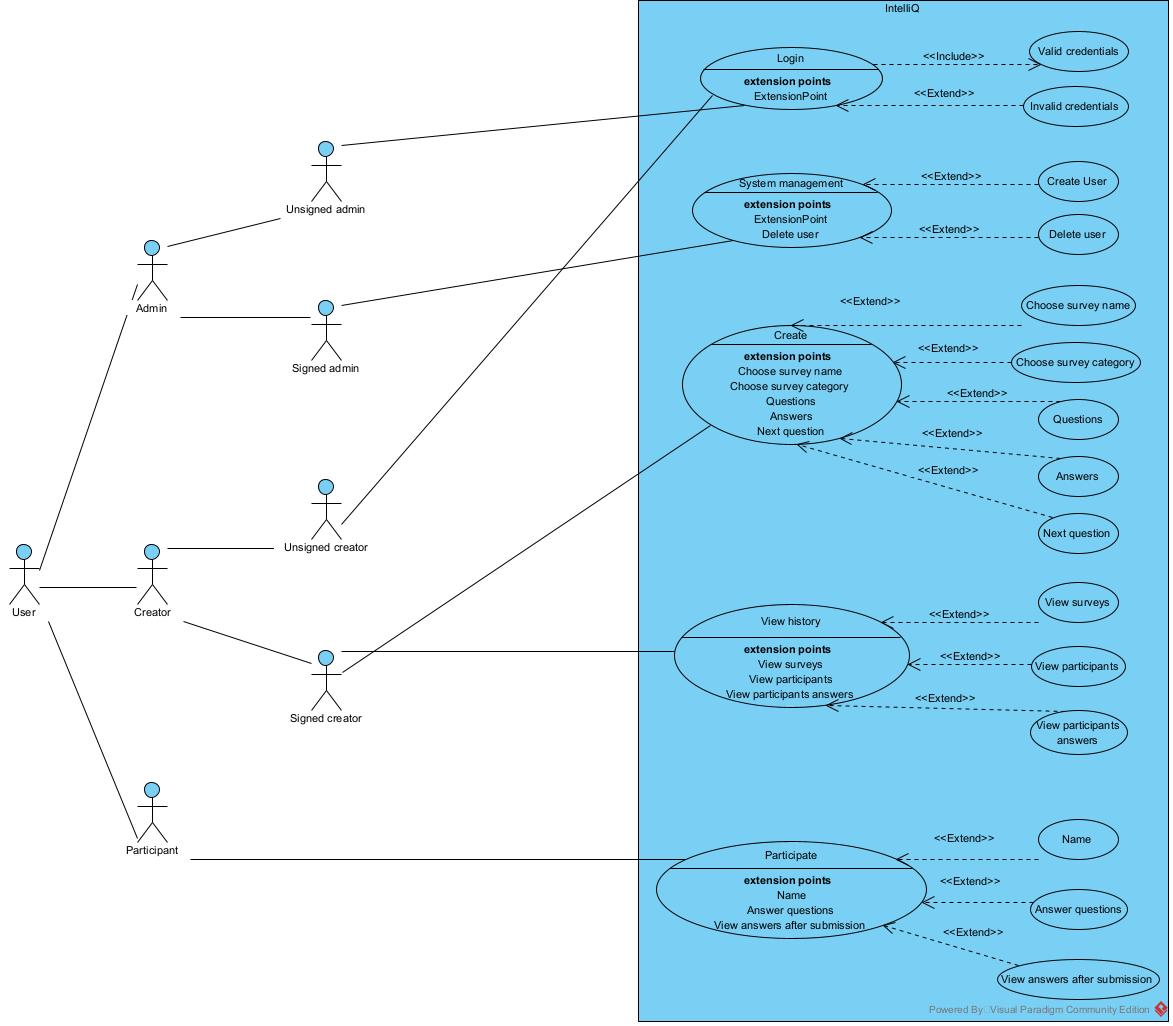 IntelliQ
Login
extension points
ExtensionPoint
<<Include>>
Valid credentials
<<Extend>>
Invalid credentials
System management
extension points
ExtensionPoint
Delete user
<<Extend>>
Create User
<<Extend>>
Delete user
Create
extension points
Choose survey name
Choose survey category
Questions
Answers
Next question
<<Extend>>
Choose survey name
<<Extend>>
Choose survey category
<<Extend>>
Questions
<<Extend>>
Answers
<<Extend>>
Next question
View history
extension points
View surveys
View participants
View participants answers
<<Extend>>
View surveys
<<Extend>>
View participants
<<Extend>>
View participants
answers
Participate
extension points
Name
Answer questions
View answers after submission
<<Extend>>
Name
<<Extend>>
Answer questions
<<Extend>>
View answers after submission
Unsigned admin
Admin
Signed admin
Unsigned creator
User
Creator
Signed creator
Participant
Powered By Visual Paradigm Community Edition